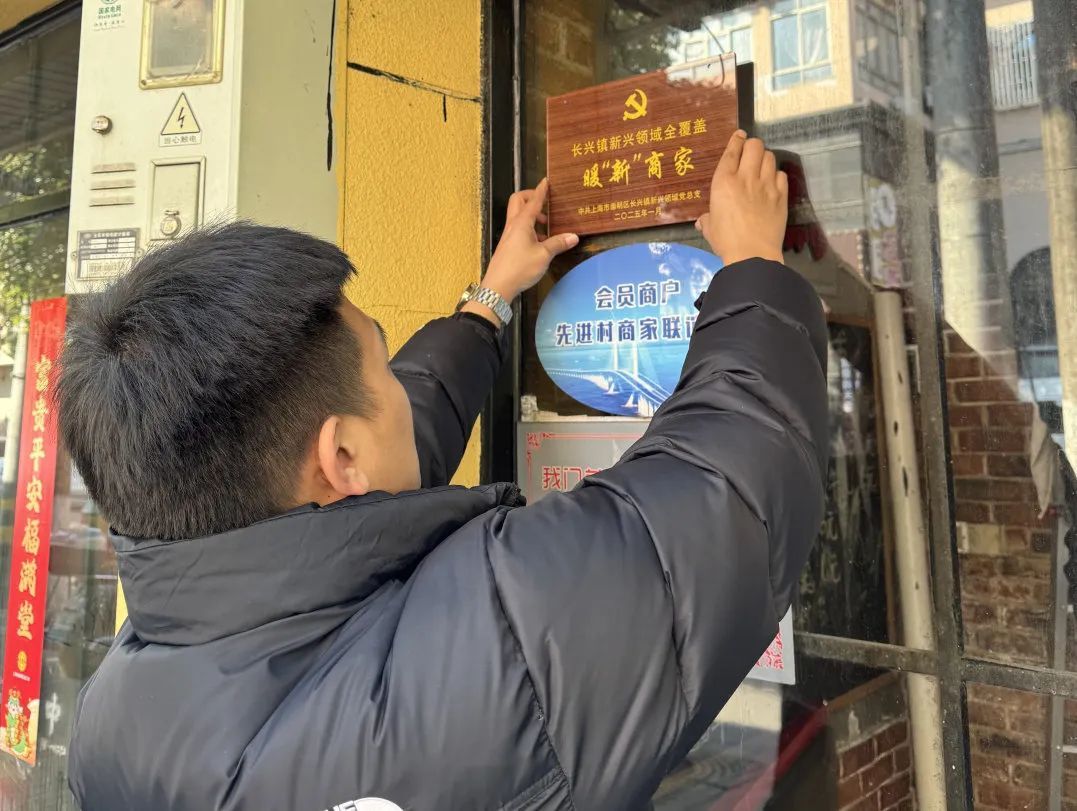 国家电网
当心触电
长兴镇新兴领域全覆盖
暖“新”商家
中共上海市崇明区长兴镇新兴领域党总支
二〇二五年一月
会员商户
先进村商家联
我门
富贵平安福满堂